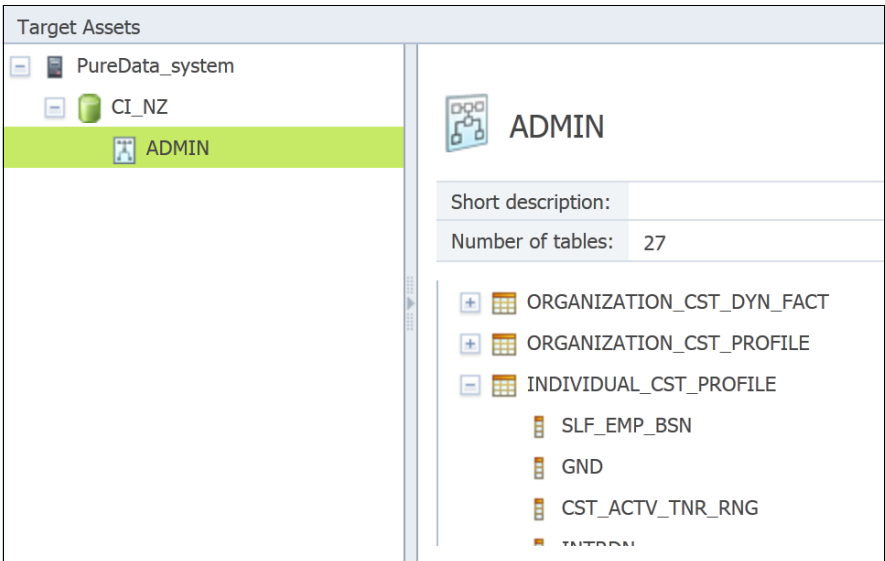 Target Assets
PureData_system
CI_NZ
ADMIN
ADMIN
Short description:
Number of tables: 27
ORGANIZATION_CST_DYN_FACT
ORGANIZATION_CST_PROFILE
INDIVIDUAL_CST_PROFILE
SLF_EMP_BSN
GND
CST_ACTV_TNR_RNG